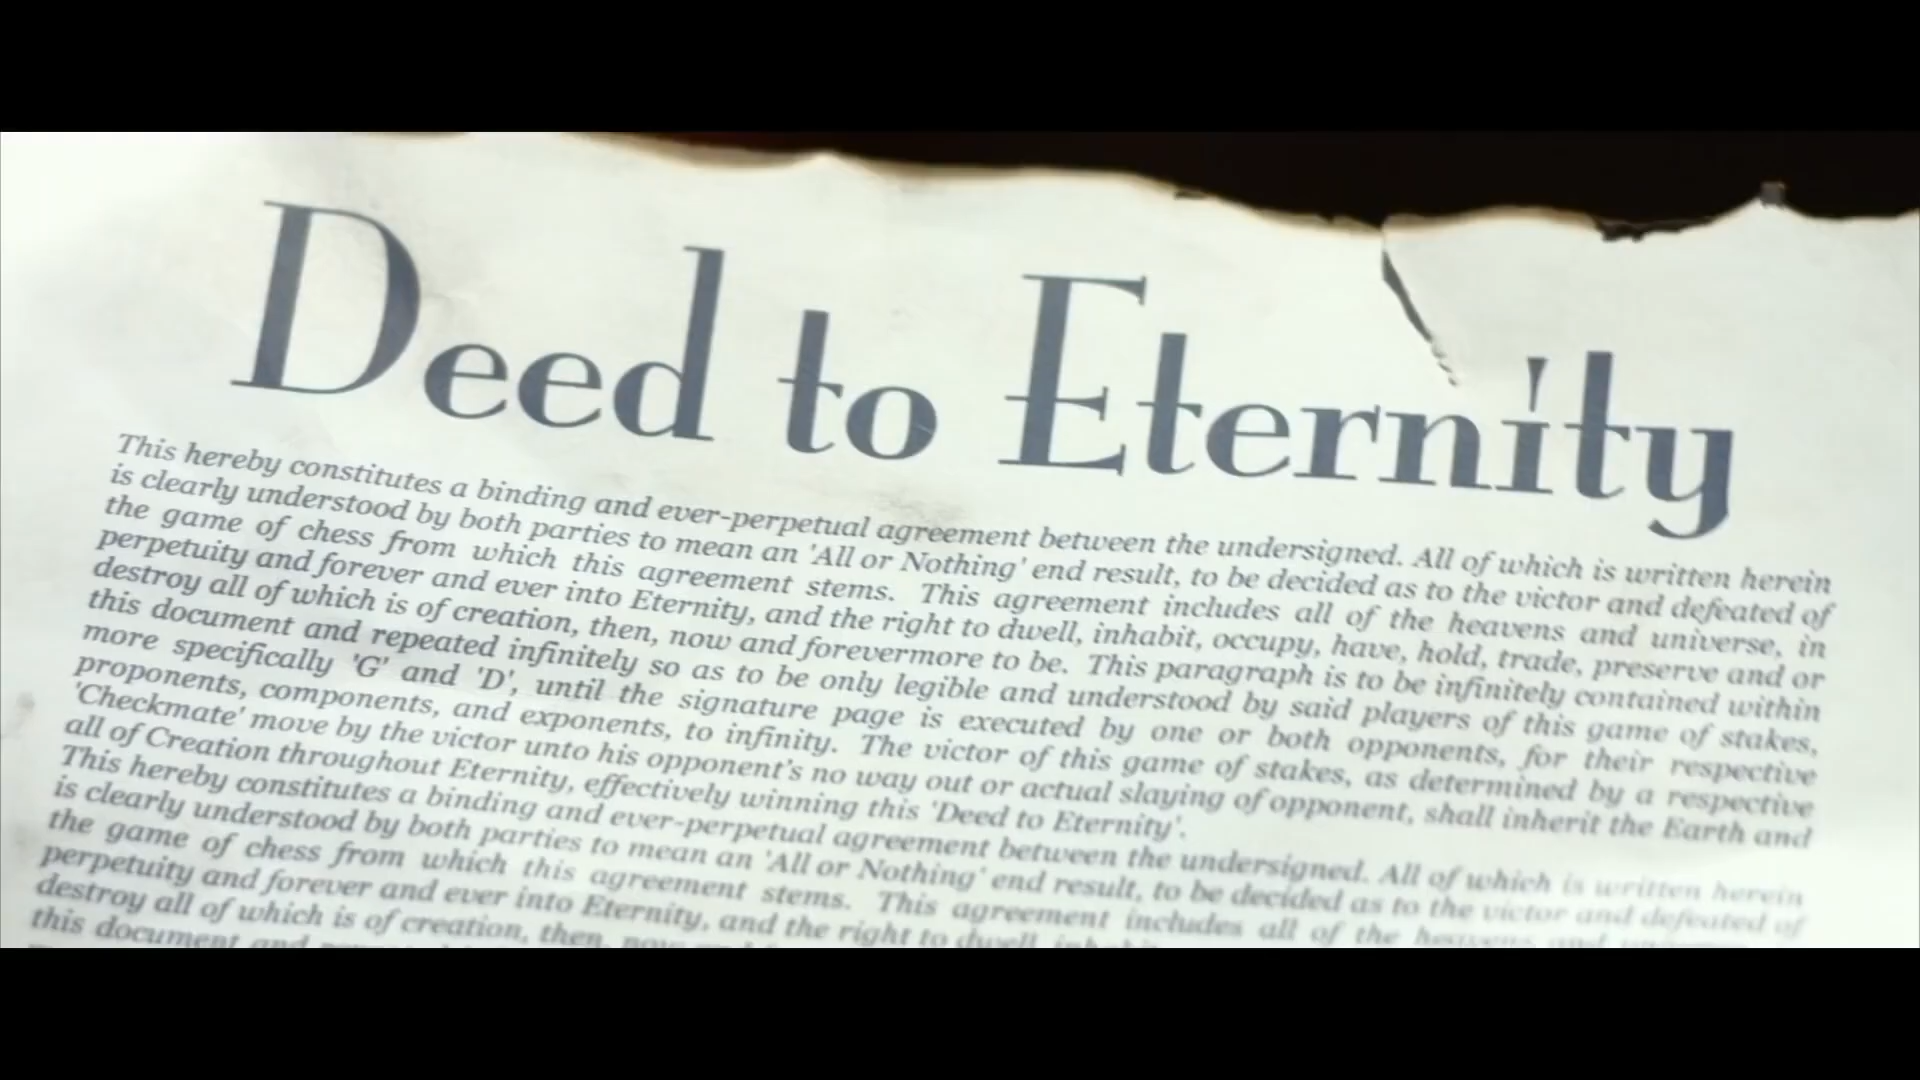 Deed to Eternity
This hereby constitutes a binding and ever-perpetual agreement between the undersigned. All of which is written herein
is clearly understood by both parties to mean an 'All or Nothing' end result, to be decided as to the victor and defeated of
the game of chess from which this agreement stems. This agreement includes all of the heavens and universe, in
perpetuity and forever and ever into Eternity, and the right to dwell, inhabit, occupy, have, hold, trade, preserve and or
destroy all of which is of creation, then, now and forevermore to be. This paragraph is to be infinitely contained within
this document and repeated infinitely so as to be only legible and understood by said players of this game of stakes,
more specifically 'G' and 'D', until the signature page is executed by one or both opponents, for their respective
proponents, components, and exponents, to infinity. The victor of this game of stakes, as determined by a respective
'Checkmate' move by the victor unto his opponent's no way out or actual slaying of opponent, shall inherit the Earth and
all of Creation throughout Eternity, effectively winning this 'Deed to Eternity'.
This hereby constitutes a binding and ever-perpetual agreement between the undersigned. All of which is written herein
is clearly understood by both parties to mean an 'All or Nothing' end result, to be decided as to the victor and defeated of
the game of chess from which this agreement stems. This agreement includes all of the heavens and
perpetuity and forever and ever into Eternity, and the right to dwell,
destroy all of which is of creation, then, now
this document and